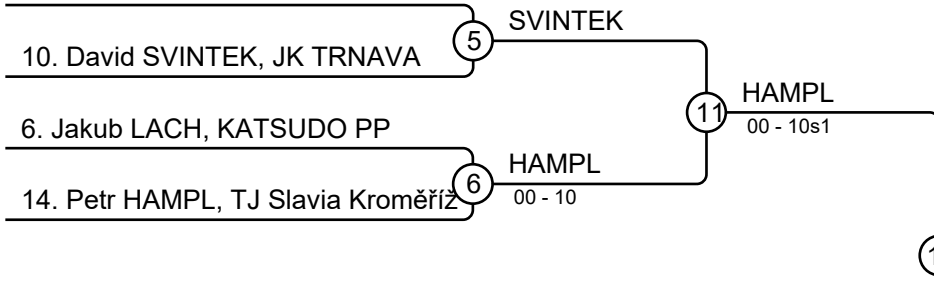 SVINTEK
5
10. David SVINTEK, JK TRNAVA
HAMPL
11
00 - 10s1
6. Jakub LACH, KATSUDO PP
HAMPL
6
00 - 10
14. Petr HAMPL, TJ Slavia Kroměříž